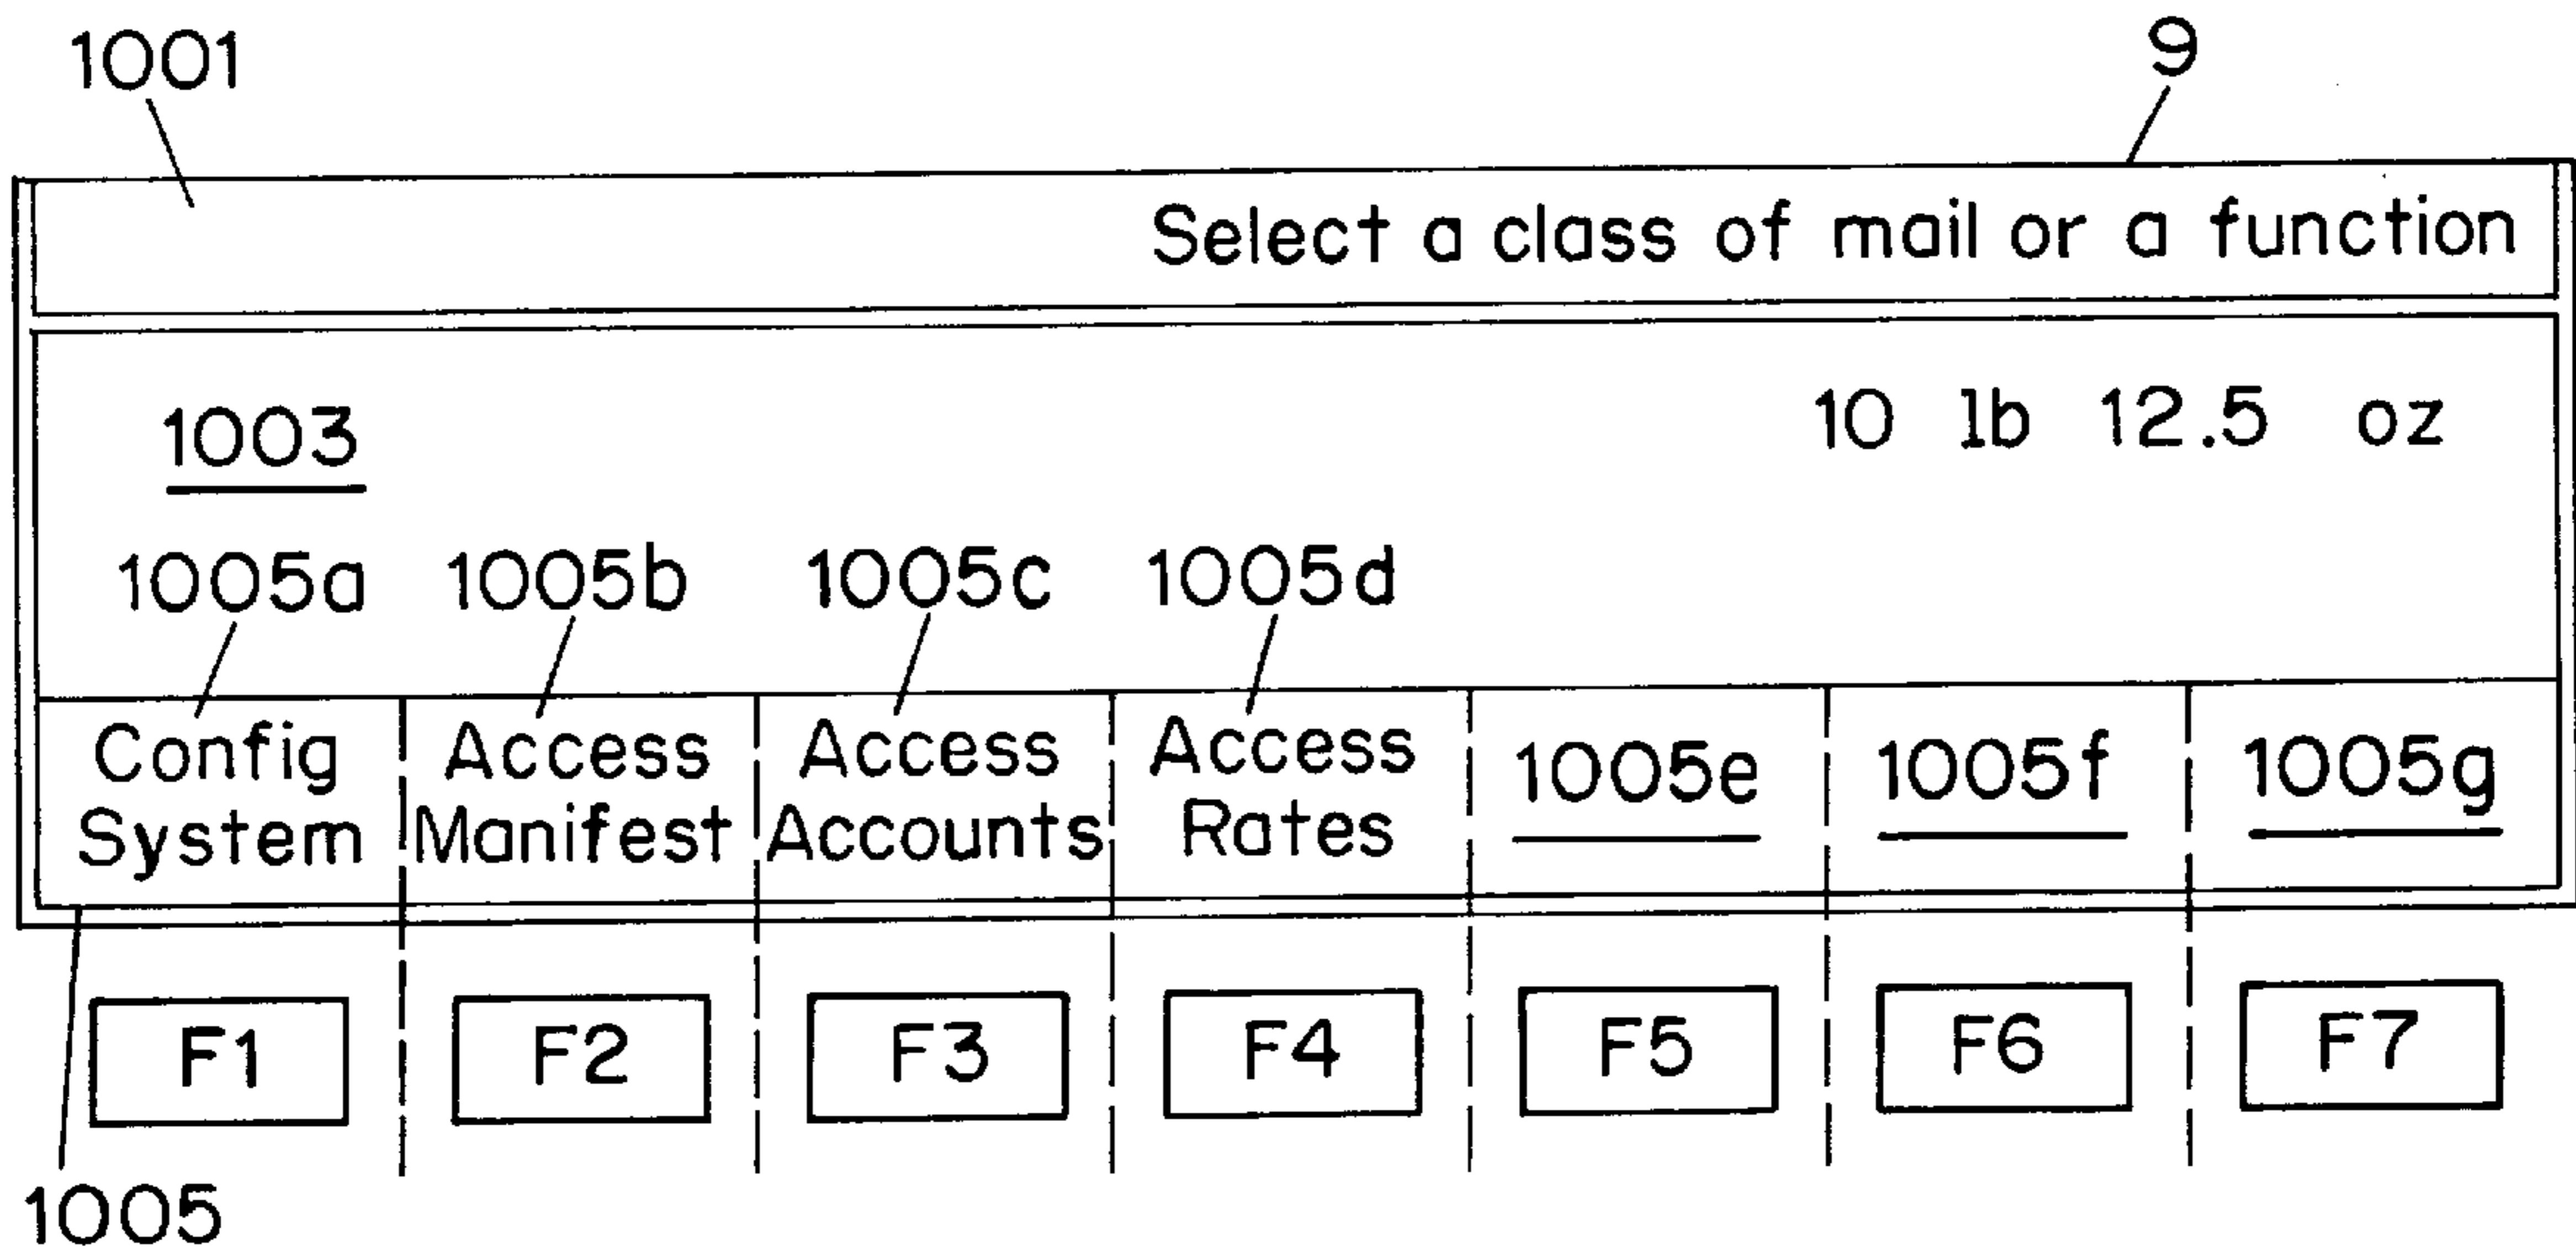 1001
9
Select a class of mail or a function
1003
10 lb 12.5 oz
1005a 1005b 1005c 1005d
Config System
Access Manifest
Access Accounts
Access Rates
1005e
1005f
1005g
F1 F2 F3 F4 F5 F6 F7
1005